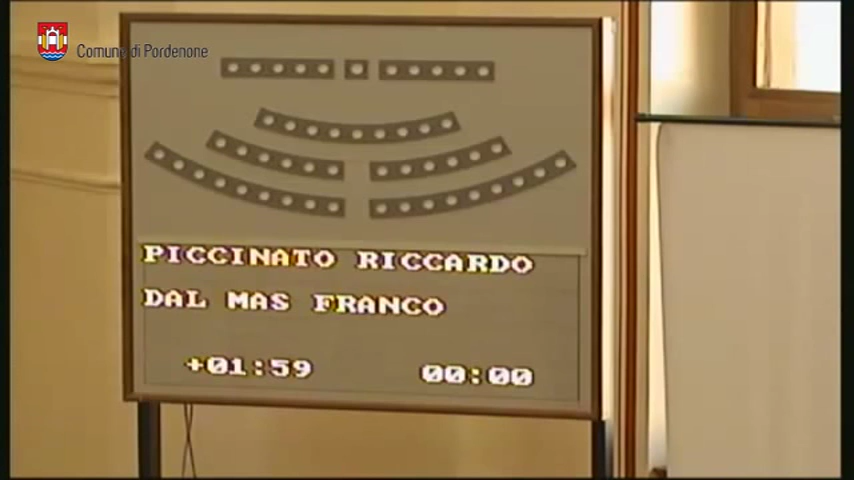 Comune di Pordenone
PICCINATO RICCARDO
DAL MAS FRANCO
+01:59 00:00